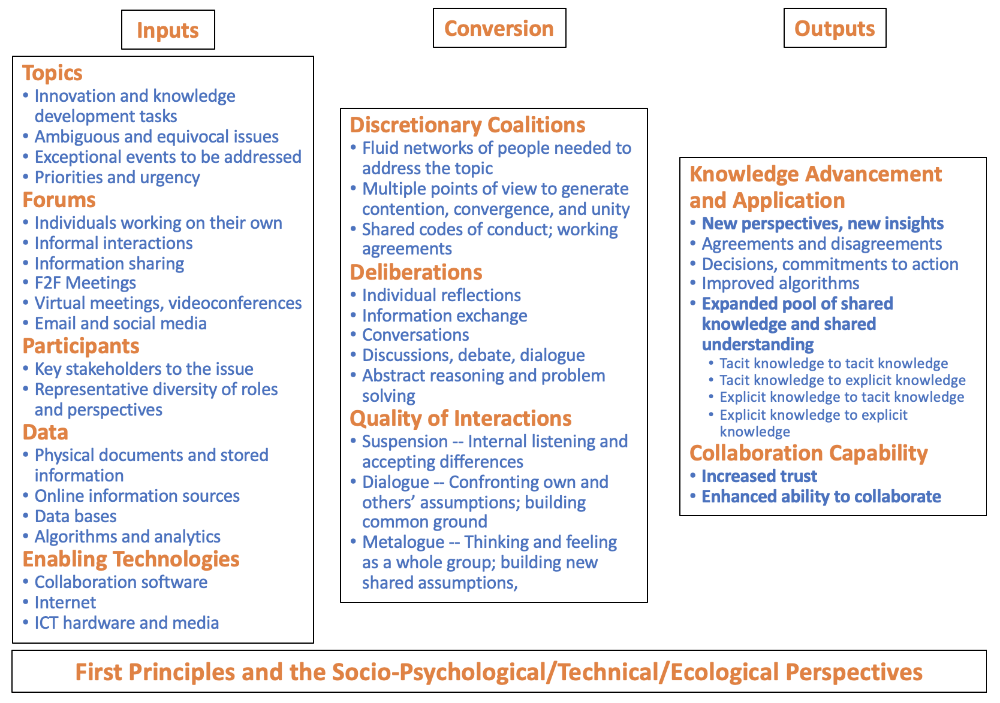 Inputs
Topics
• Innovation and knowledge
development tasks
• Ambiguous and equivocal issues
• Exceptional events to be addressed
• Priorities and urgency
Forums
• Individuals working on their own
• Informal interactions
• Information sharing
• F2F Meetings
• Virtual meetings, videoconferences
• Email and social media
Participants
• Key stakeholders to the issue
• Representative diversity of roles
and perspectives
Data
• Physical documents and stored
information
• Online information sources
• Data bases
• Algorithms and analytics
Enabling Technologies
• Collaboration software
• Internet
• ICT hardware and media
Conversion
Discretionary Coalitions
• Fluid networks of people needed to
address the topic
• Multiple points of view to generate
contention, convergence, and unity
• Shared codes of conduct; working
agreements
Deliberations
• Individual reflections
• Information exchange
• Conversations
• Discussions, debate, dialogue
• Abstract reasoning and problem
solving
Quality of Interactions
• Suspension -- Internal listening and
accepting differences
• Dialogue -- Confronting own and
others’ assumptions; building
common ground
• Metalogue -- Thinking and feeling
as a whole group; building new
shared assumptions,
Outputs
Knowledge Advancement
and Application
• New perspectives, new insights
• Agreements and disagreements
• Decisions, commitments to action
• Improved algorithms
• Expanded pool of shared
knowledge and shared
understanding
• Tacit knowledge to tacit knowledge
• Tacit knowledge to explicit knowledge
• Explicit knowledge to tacit knowledge
• Explicit knowledge to explicit
knowledge
Collaboration Capability
• Increased trust
• Enhanced ability to collaborate
First Principles and the Socio-Psychological/Technical/Ecological Perspectives